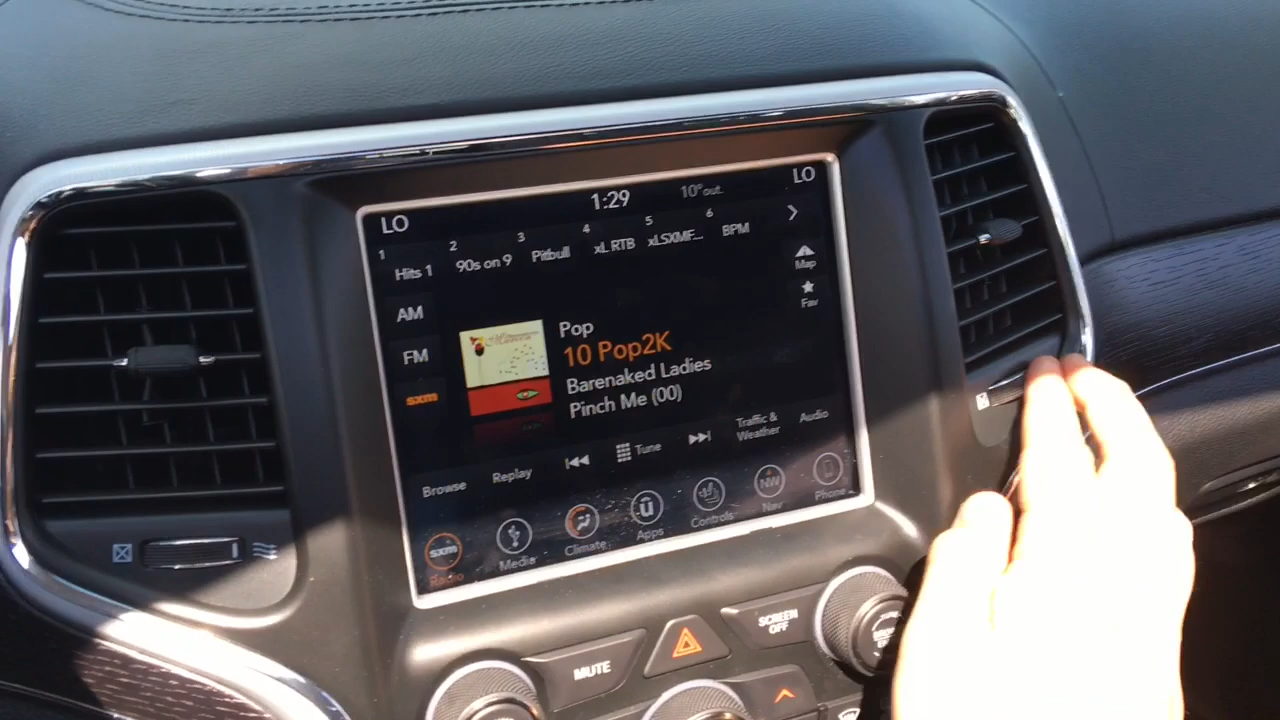 LO
1:29
10° out.
LO
1
Hits 1
2
90s on 9
3
Pitbull
4
xL RTB
5
xLSXMF...
6
BPM
Map
Fav
AM
FM
sxm
Pop
10 Pop2K
Barenaked Ladies
Pinch Me (00)
Browse
Replay
Tune
Traffic &
Weather
Audio
sxm
Radio
Media
Climate
Apps
Controls
NW
Nav
Phone
MUTE
SCREEN
OFF